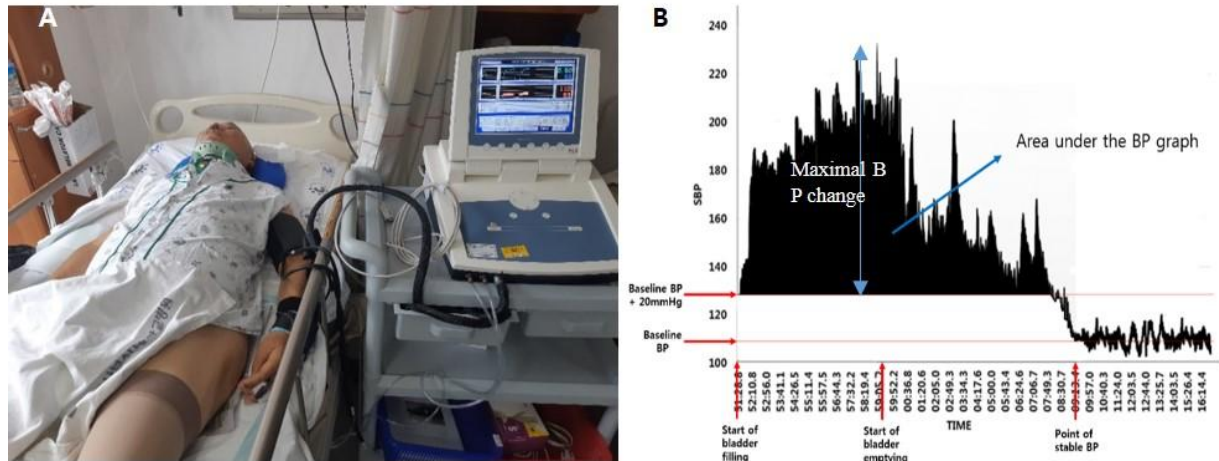 A
B
240
220
200
180
160
140
120
100
SBP
Maximal B
P change
Area under the BP graph
Baseline BP
+ 20mmHg
Baseline
BP
52:10.8
52:56.0
53:41.1
54:26.5
55:11.4
55:57.5
56:44.3
57:32.2
58:19.4
00:36.8
01:20.6
02:05.0
02:49.3
03:34.3
04:17.6
05:00.0
05:43.4
06:24.6
07:06.7
07:49.3
08:30.7
09:57.0
10:40.3
11:24.0
12:03.5
12:44.4
13:25.7
14:03.5
15:26.4
16:14.4
TIME
Start of
bladder
filling
Start of
bladder
emptying
Point of
stable BP